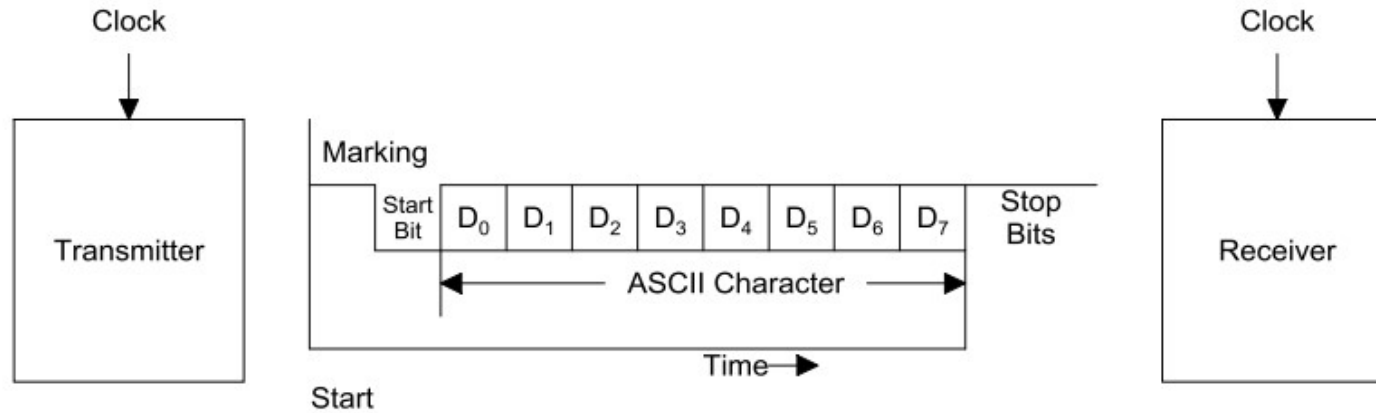 Clock
Clock
Marking
Start
Bit
D₀ D₁ D₂ D₃ D₄ D₅ D₆ D₇
Stop
Bits
Transmitter
Receiver
ASCII Character
Time
Start